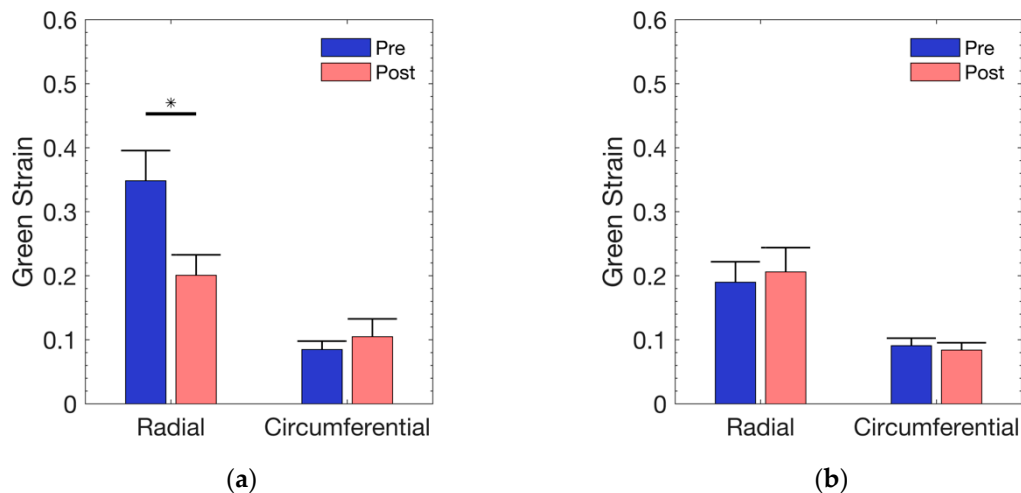 0.6
0.5
0.4
0.3
0.2
0.1
0
Green Strain
Pre
Post
*
Radial
Circumferential
(a)
0.6
0.5
0.4
0.3
0.2
0.1
0
Green Strain
Pre
Post
Radial
Circumferential
(b)